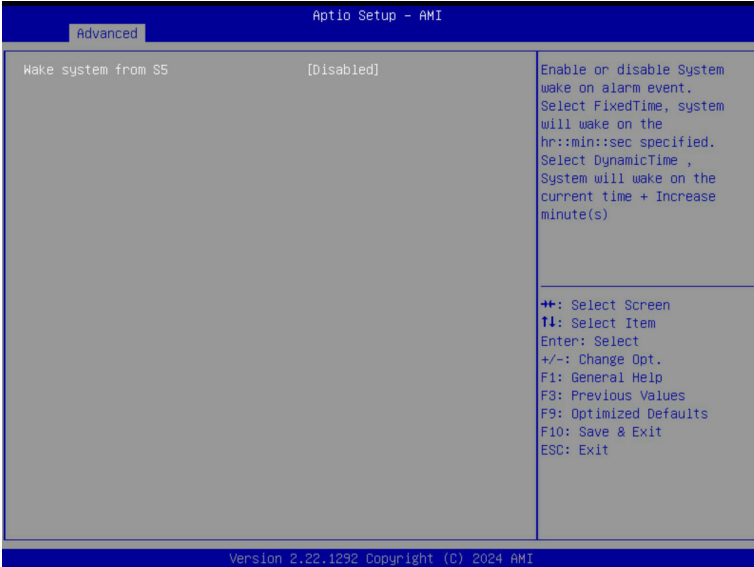 Aptio Setup – AMI
Advanced
Wake system from S5 [Disabled]
Enable or disable System
wake on alarm event.
Select FixedTime, system
will wake on the
hr::min::sec specified.
Select DynamicTime ,
System will wake on the
current time + Increase
minute(s)
→←: Select Screen
↑↓: Select Item
Enter: Select
+/-: Change Opt.
F1: General Help
F3: Previous Values
F9: Optimized Defaults
F10: Save & Exit
ESC: Exit
Version 2.22.1292 Copyright (C) 2024 AMI